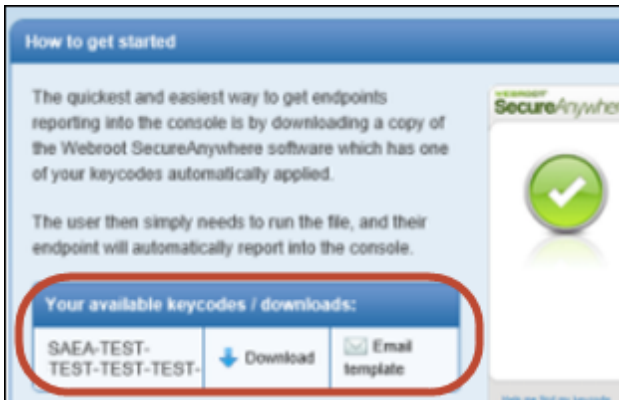 How to get started
The quickest and easiest way to get endpoints
reporting into the console is by downloading a copy of
the Webroot SecureAnywhere software which has one
of your keycodes automatically applied.
The user then simply needs to run the file, and their
endpoint will automatically report into the console.
Your available keycodes / downloads:
SAEA-TEST-
TEST-TEST-TEST-
Download
Email
template
WEBROOT
SecureAnywher